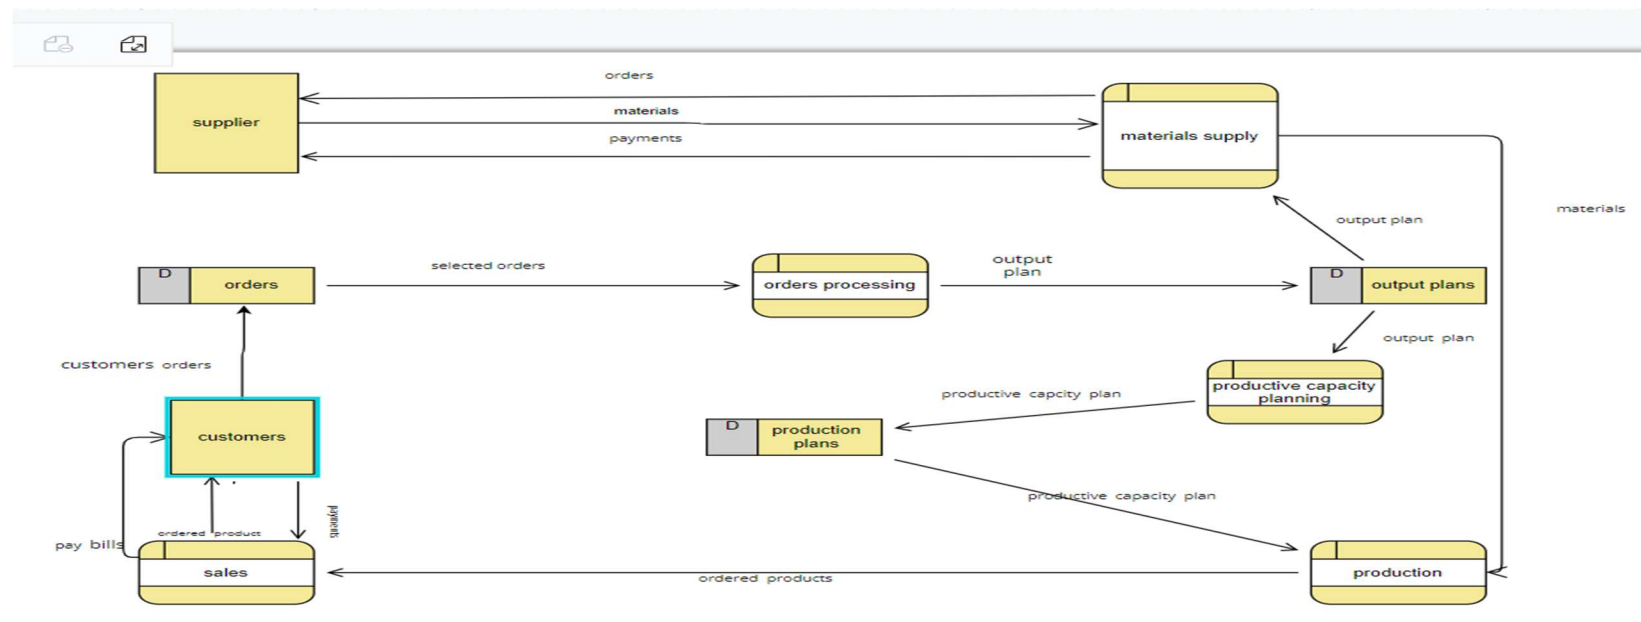 orders
supplier
materials
payments
materials supply
materials
output plan
D
orders
selected orders
orders processing
output
plan
D
output plans
customers orders
output plan
productive capacity
planning
productive capcity plan
D
production
plans
customers
productive capacity plan
payments
ordered product
pay bills
sales
ordered products
production